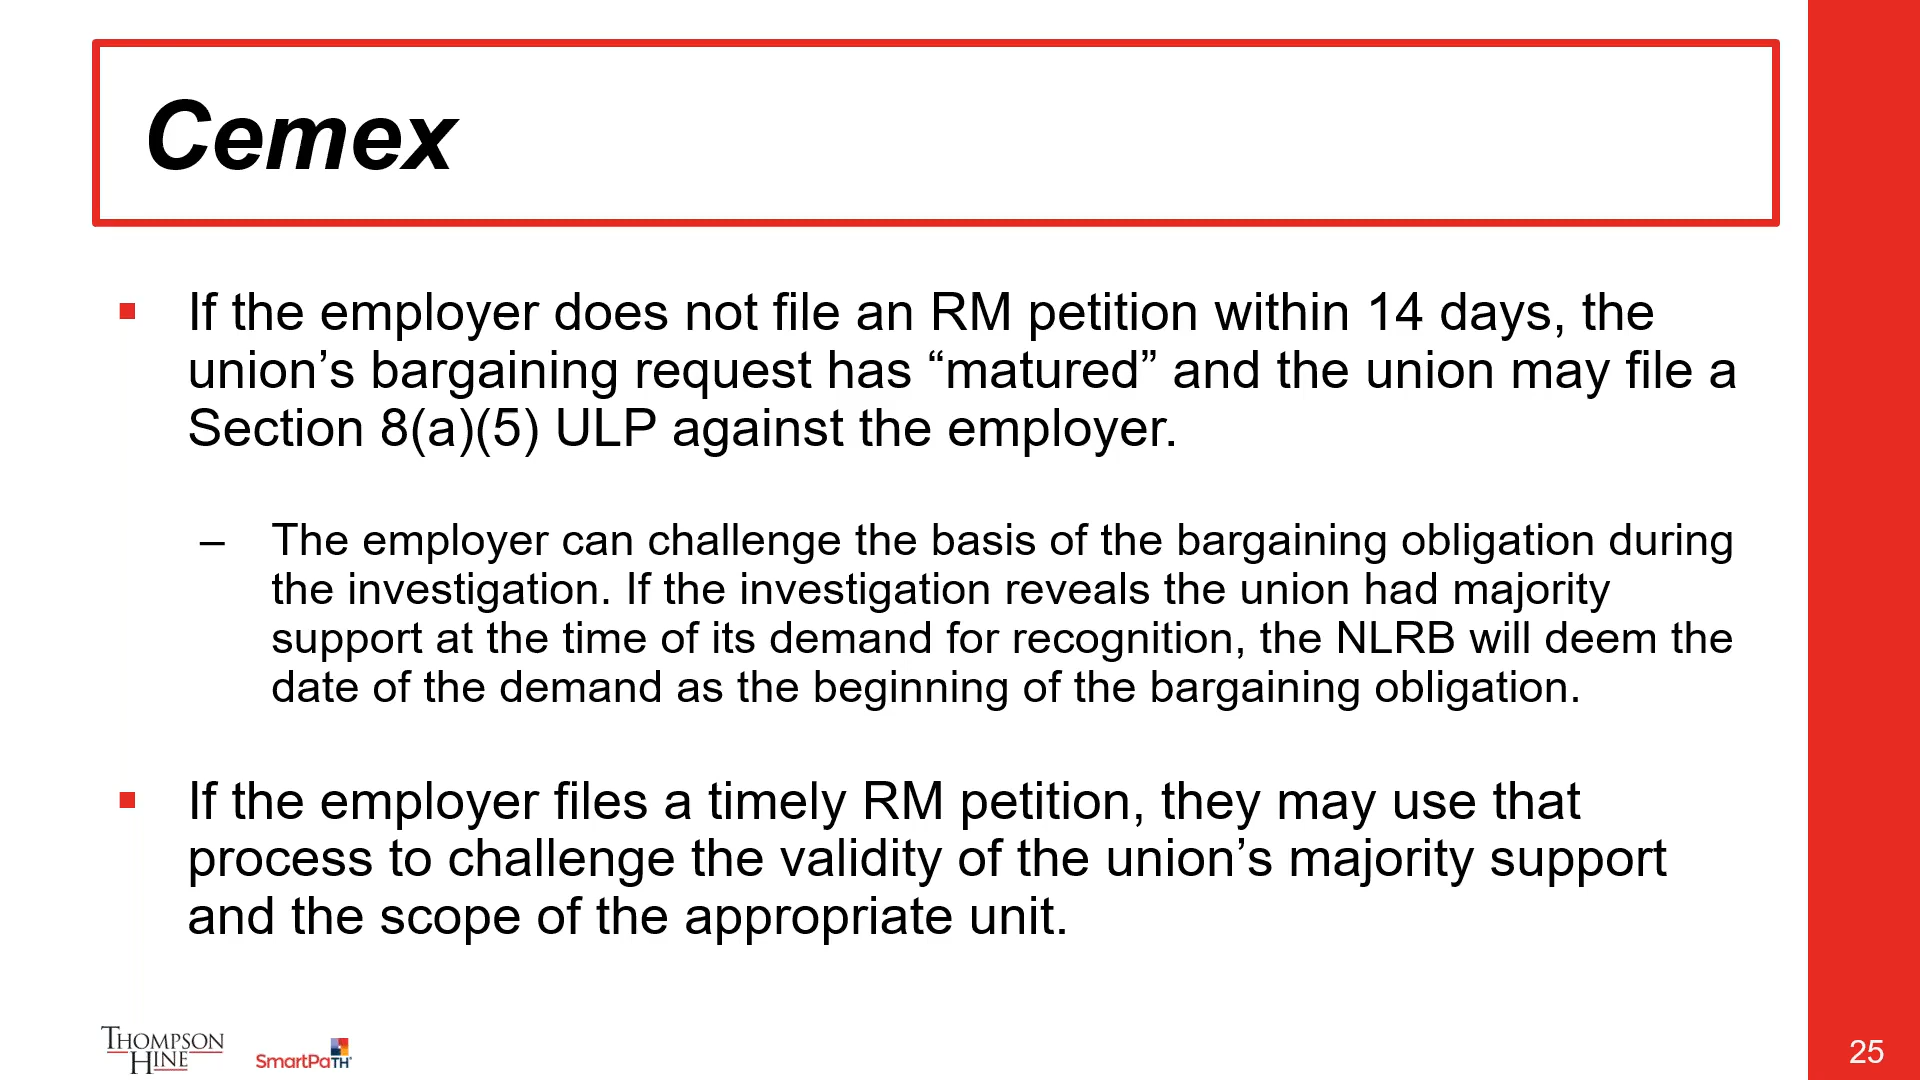 Cemex
▪ If the employer does not file an RM petition within 14 days, the
union’s bargaining request has “matured” and the union may file a
Section 8(a)(5) ULP against the employer.
– The employer can challenge the basis of the bargaining obligation during
the investigation. If the investigation reveals the union had majority
support at the time of its demand for recognition, the NLRB will deem the
date of the demand as the beginning of the bargaining obligation.
▪ If the employer files a timely RM petition, they may use that
process to challenge the validity of the union’s majority support
and the scope of the appropriate unit.
THOMPSON
HINE
SmartPaTH
25